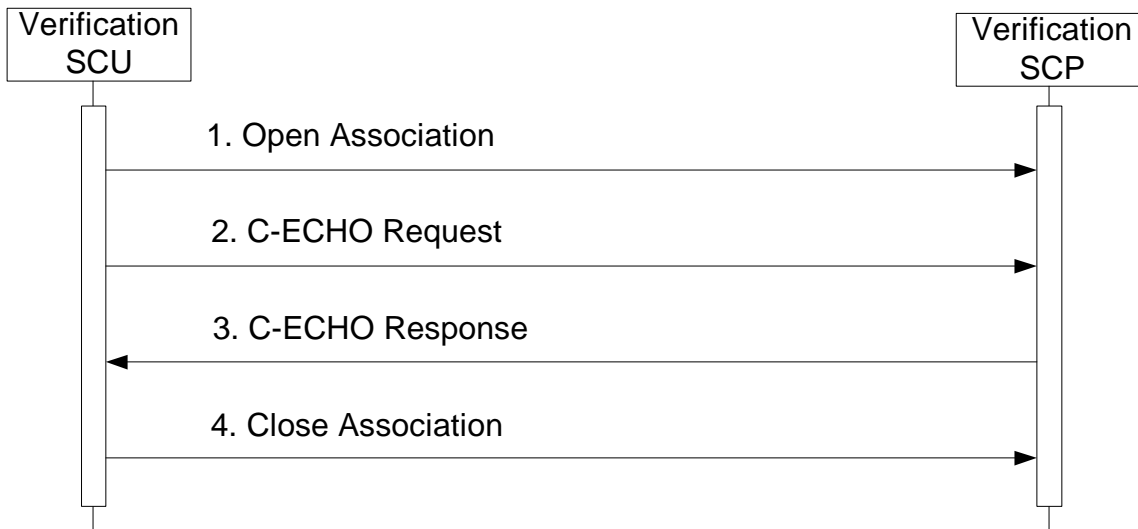 Verification
SCU
Verification
SCP
1. Open Association
2. C-ECHO Request
3. C-ECHO Response
4. Close Association